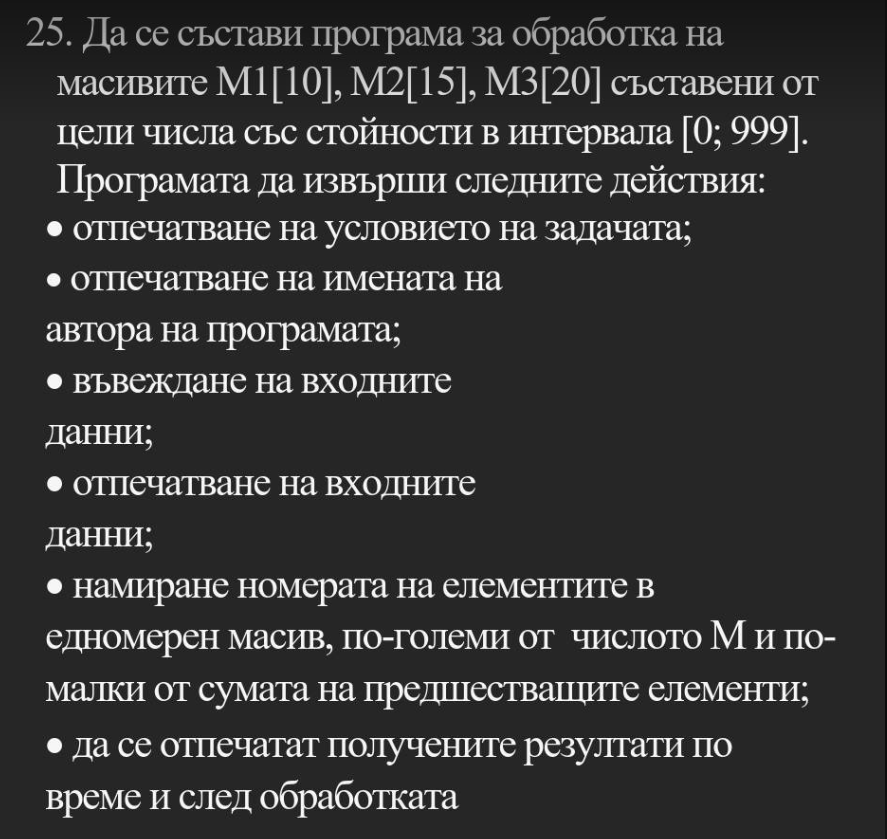 25. Да се състави програма за обработка на
масивите М1[10], М2[15], М3[20] съставени от
цели числа със стойности в интервала [0; 999].
Програмата да извърши следните действия:
• отпечатване на условието на задачата;
• отпечатване на имената на
автора на програмата;
• въвеждане на входните
данни;
• отпечатване на входните
данни;
• намиране номерата на елементите в
едномерен масив, по-големи от числото М и по-
малки от сумата на предшестващите елементи;
• да се отпечатат получените резултати по
време и след обработката